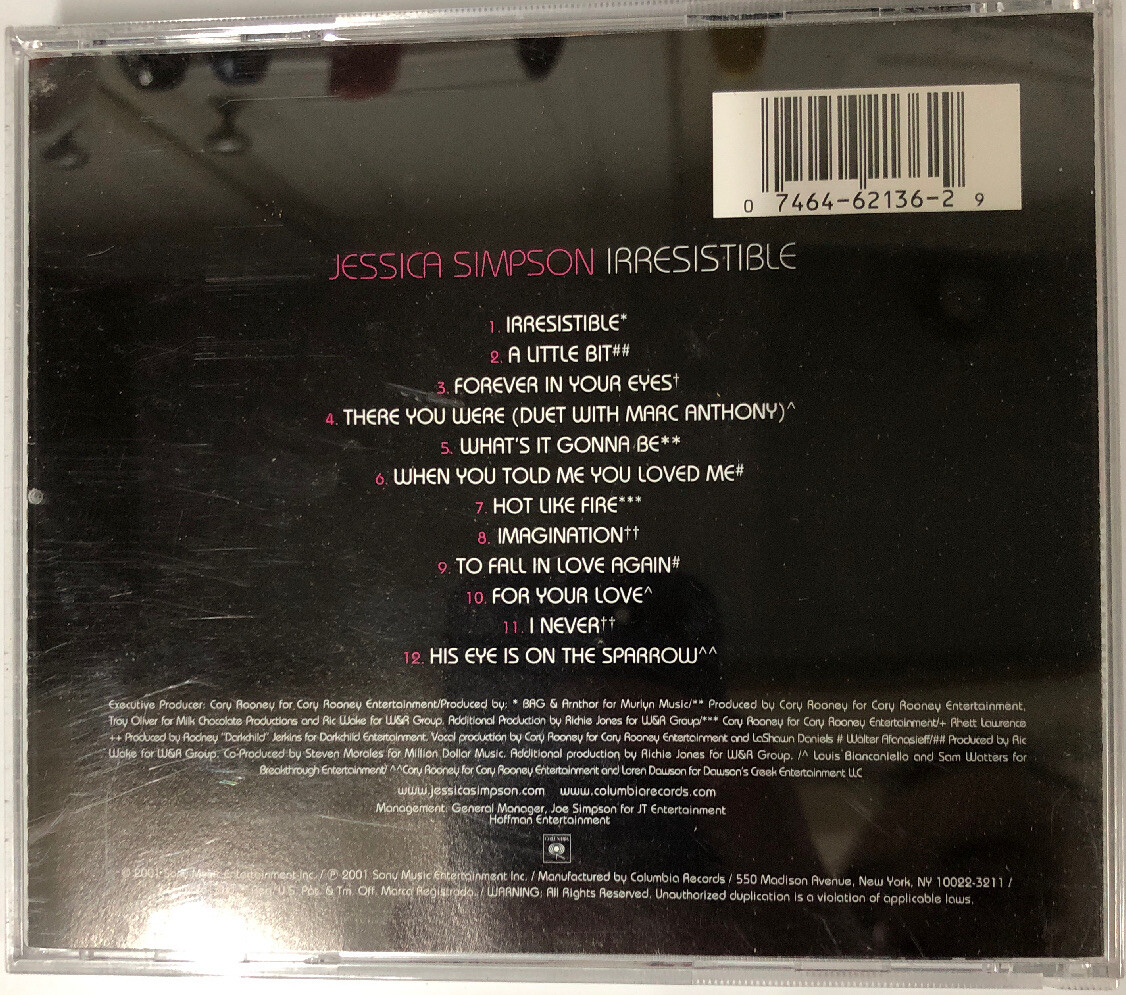 0 7464-62136-2 9
JESSICA SIMPSON IRRESISTIBLE
1. IRRESISTIBLE*
2. A LITTLE BIT##
3. FOREVER IN YOUR EYES†
4. THERE YOU WERE (DUET WITH MARC ANTHONY)^
5. WHAT'S IT GONNA BE**
6. WHEN YOU TOLD ME YOU LOVED ME#
7. HOT LIKE FIRE***
8. IMAGINATION††
9. TO FALL IN LOVE AGAIN#
10. FOR YOUR LOVE^
11. I NEVER††
12. HIS EYE IS ON THE SPARROW^^
Executive Producer: Cory Rooney for Cory Rooney Entertainment/Produced by: * BAG & Arnthor for Murlyn Music/** Produced by Cory Rooney for Cory Rooney Entertainment,
Troy Oliver for Milk Chocolate Productions and Ric Wake for W&R Group. Additional Production by Richie Jones for W&R Group/*** Cory Rooney for Cory Rooney Entertainment/+ Rhett Lawrence
++ Produced by Rodney "Darkchild" Jerkins for Darkchild Entertainment. Vocal production by Cory Rooney for Cory Rooney Entertainment and LaShawn Daniels # Walter Afanasieff/## Produced by Ric
Wake for W&R Group. Co-Produced by Steven Morales for Million Dollar Music. Additional production by Richie Jones for W&R Group. /^ Louis Biancaniello and Sam Watters for
Breakthrough Entertainment/ ^^Cory Rooney for Cory Rooney Entertainment and Loren Dawson for Dawson's Creek Entertainment LLC
www.jessicasimpson.com www.columbiarecords.com
Management: General Manager, Joe Simpson for JT Entertainment
Hoffman Entertainment
COLUMBIA
© 2001 Sony Music Entertainment Inc. / ℗ 2001 Sony Music Entertainment Inc. / Manufactured by Columbia Records / 550 Madison Avenue, New York, NY 10022-3211 /
Reg. U.S. Pat. & Tm. Off. Marca Registrada. / WARNING: All Rights Reserved. Unauthorized duplication is a violation of applicable laws.